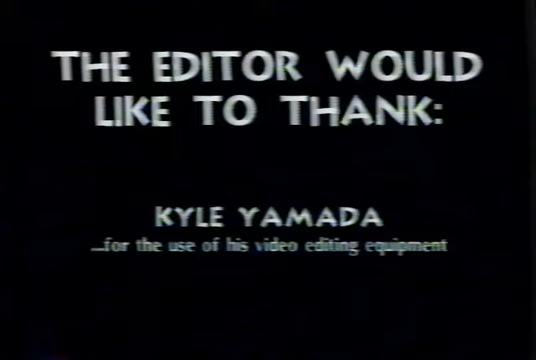 THE EDITOR WOULD
LIKE TO THANK:
KYLE YAMADA
...for the use of his video editing equipment